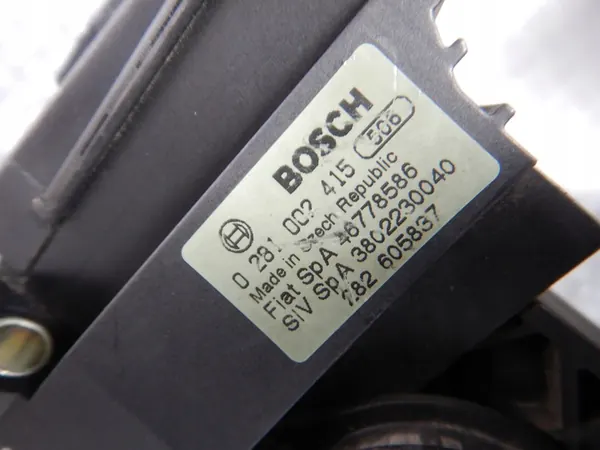 BOSCH
0 281 002 415 506
Made in Czech Republic
Fiat SpA 46778586
SIV SpA 3802230040
282 605837